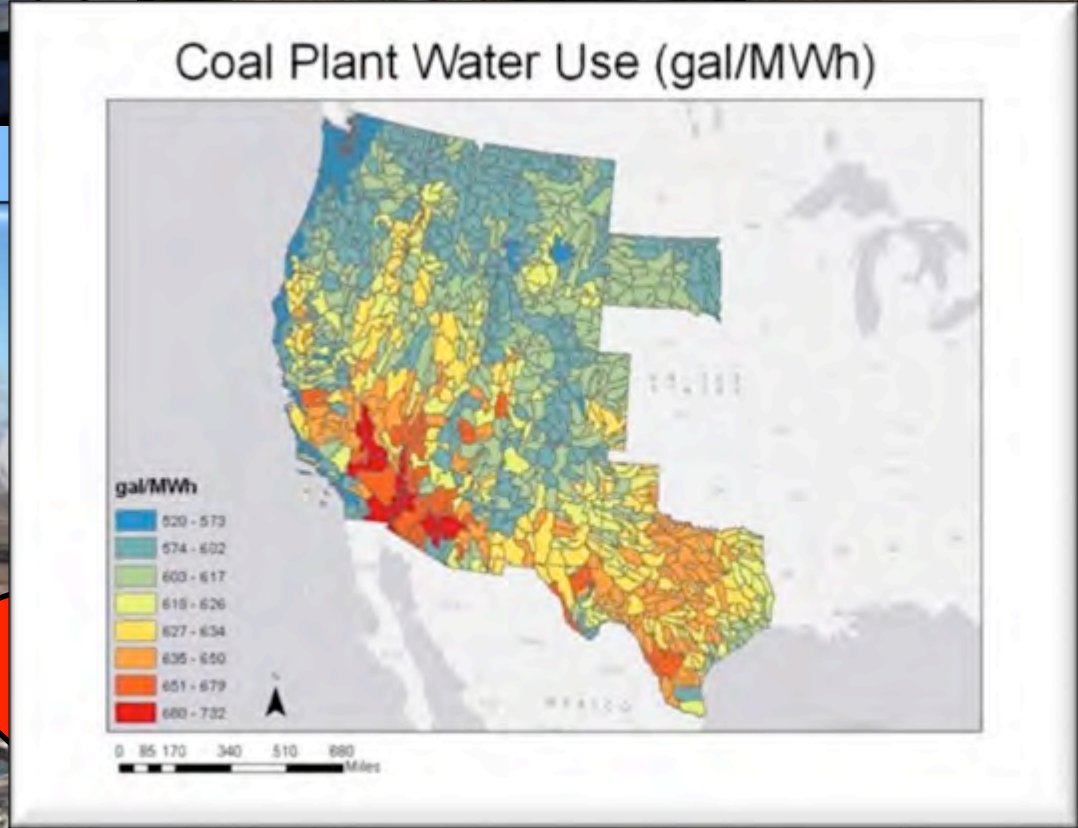 Coal Plant Water Use (gal/MWh)
gal/MWh
520 - 573
574 - 602
603 - 617
618 - 626
627 - 634
635 - 650
651 - 679
680 - 732
MEXICO
0 85 170 340 510 680
Miles